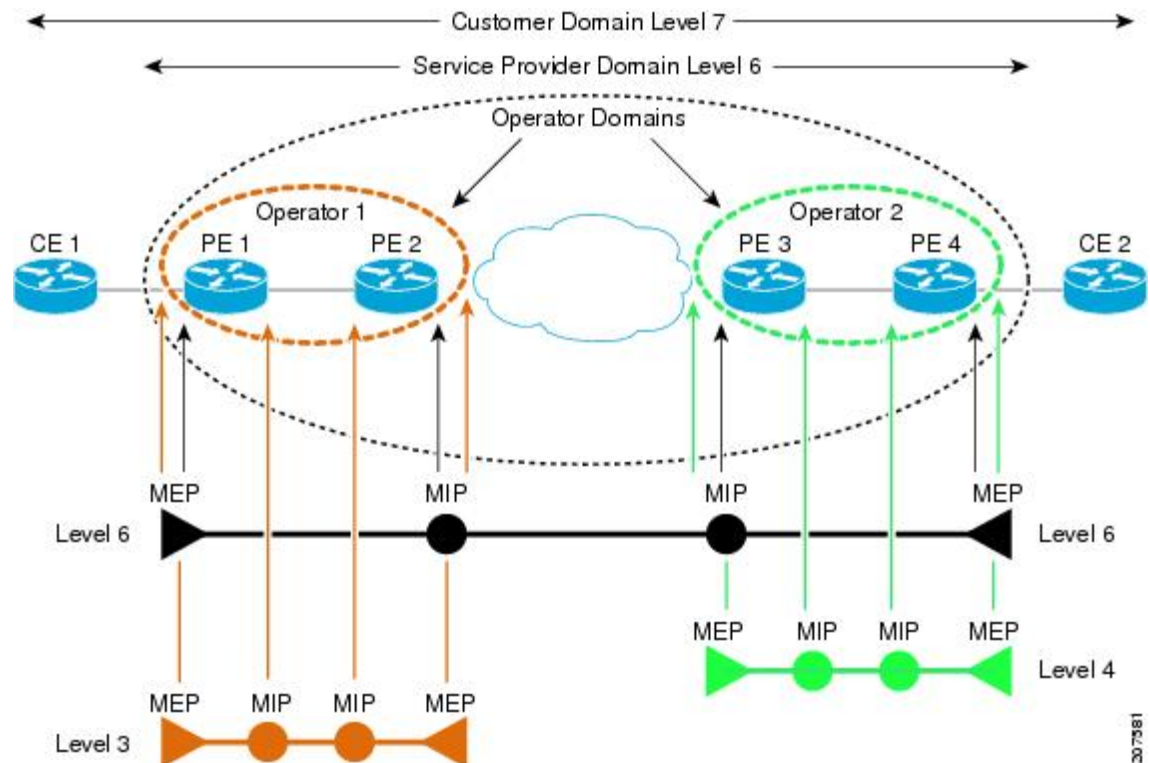 Customer Domain Level 7
Service Provider Domain Level 6
Operator Domains
Operator 1
Operator 2
CE 1
PE 1
PE 2
PE 3
PE 4
CE 2
MEP
MIP
MIP
MEP
Level 6
Level 6
MEP
MIP
MIP
MEP
Level 4
MEP
MIP
MIP
MEP
Level 3
207581